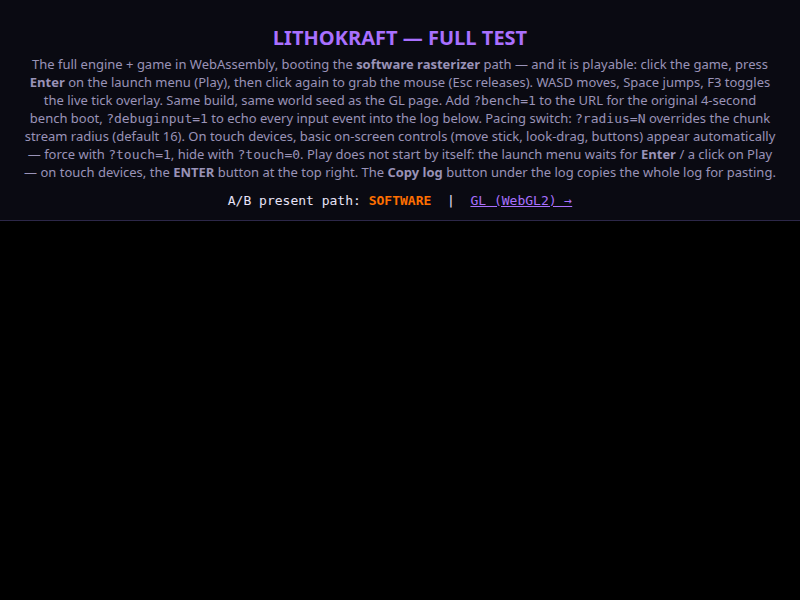 LITHOKRAFT — FULL TEST
The full engine + game in WebAssembly, booting the software rasterizer path — and it is playable: click the game, press
Enter on the launch menu (Play), then click again to grab the mouse (Esc releases). WASD moves, Space jumps, F3 toggles
the live tick overlay. Same build, same world seed as the GL page. Add ?bench=1 to the URL for the original 4-second
bench boot, ?debuginput=1 to echo every input event into the log below. Pacing switch: ?radius=N overrides the chunk
stream radius (default 16). On touch devices, basic on-screen controls (move stick, look-drag, buttons) appear automatically
— force with ?touch=1, hide with ?touch=0. Play does not start by itself: the launch menu waits for Enter / a click on Play
— on touch devices, the ENTER button at the top right. The Copy log button under the log copies the whole log for pasting.
A/B present path: SOFTWARE | GL (WebGL2) →